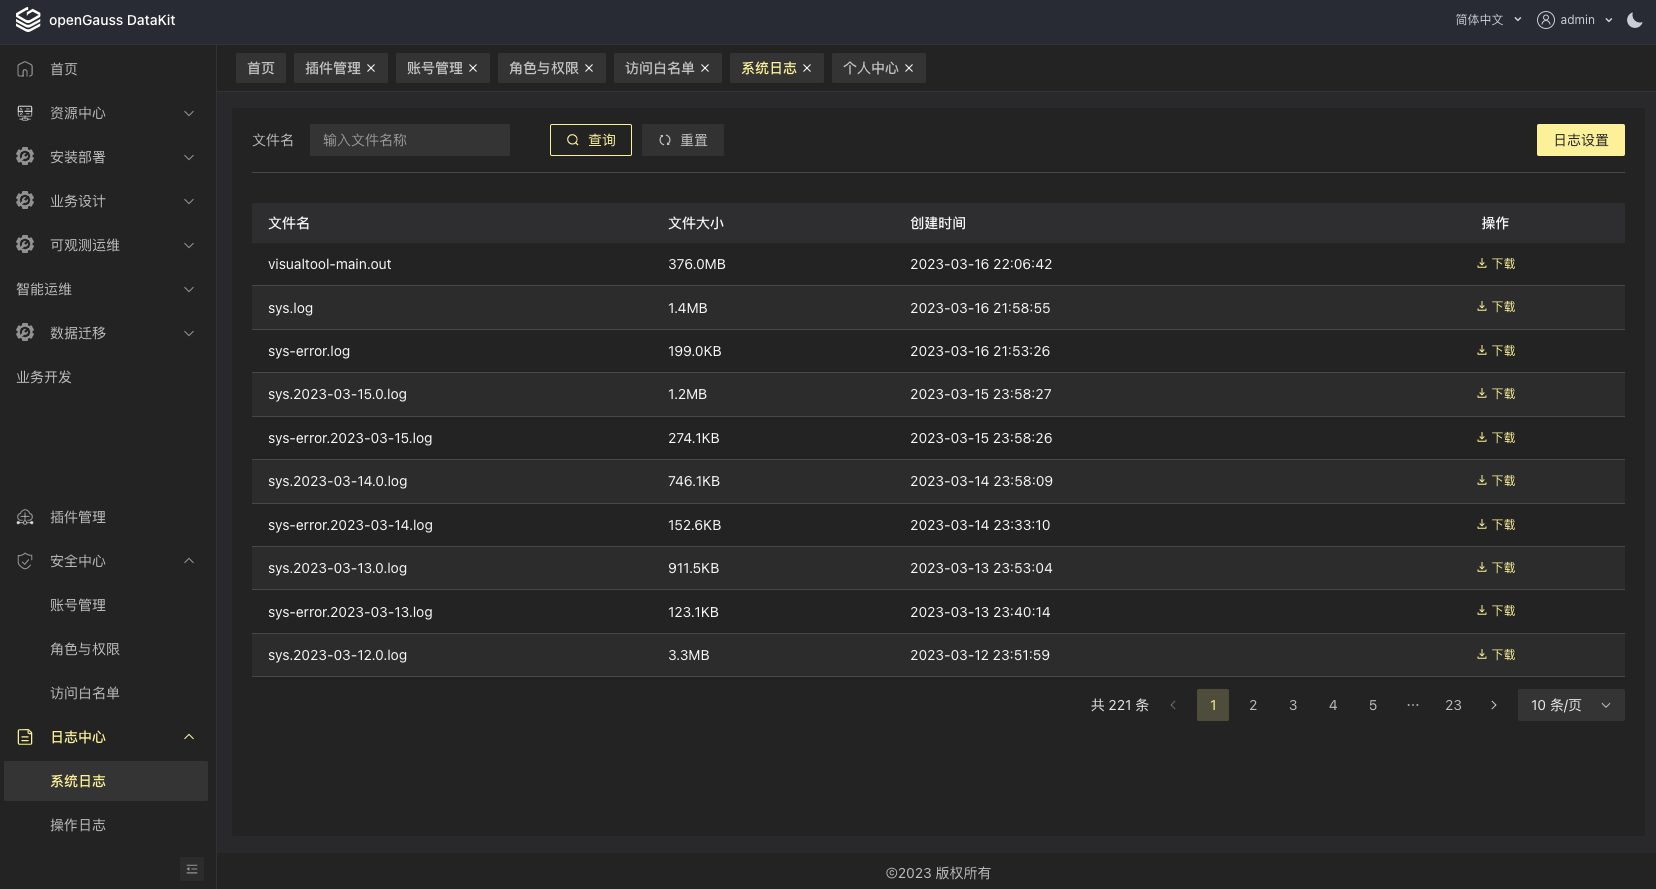 openGauss DataKit
简体中文
admin
首页
资源中心
安装部署
业务设计
可观测运维
智能运维
数据迁移
业务开发
插件管理
安全中心
账号管理
角色与权限
访问白名单
日志中心
系统日志
操作日志
首页 插件管理 账号管理 角色与权限 访问白名单 系统日志 个人中心
文件名 输入文件名称 查询 重置 日志设置
文件名 文件大小 创建时间 操作
visualtool-main.out 376.0MB 2023-03-16 22:06:42 下载
sys.log 1.4MB 2023-03-16 21:58:55 下载
sys-error.log 199.0KB 2023-03-16 21:53:26 下载
sys.2023-03-15.0.log 1.2MB 2023-03-15 23:58:27 下载
sys-error.2023-03-15.log 274.1KB 2023-03-15 23:58:26 下载
sys.2023-03-14.0.log 746.1KB 2023-03-14 23:58:09 下载
sys-error.2023-03-14.log 152.6KB 2023-03-14 23:33:10 下载
sys.2023-03-13.0.log 911.5KB 2023-03-13 23:53:04 下载
sys-error.2023-03-13.log 123.1KB 2023-03-13 23:40:14 下载
sys.2023-03-12.0.log 3.3MB 2023-03-12 23:51:59 下载
共 221 条 1 2 3 4 5 ··· 23 10 条/页
©2023 版权所有